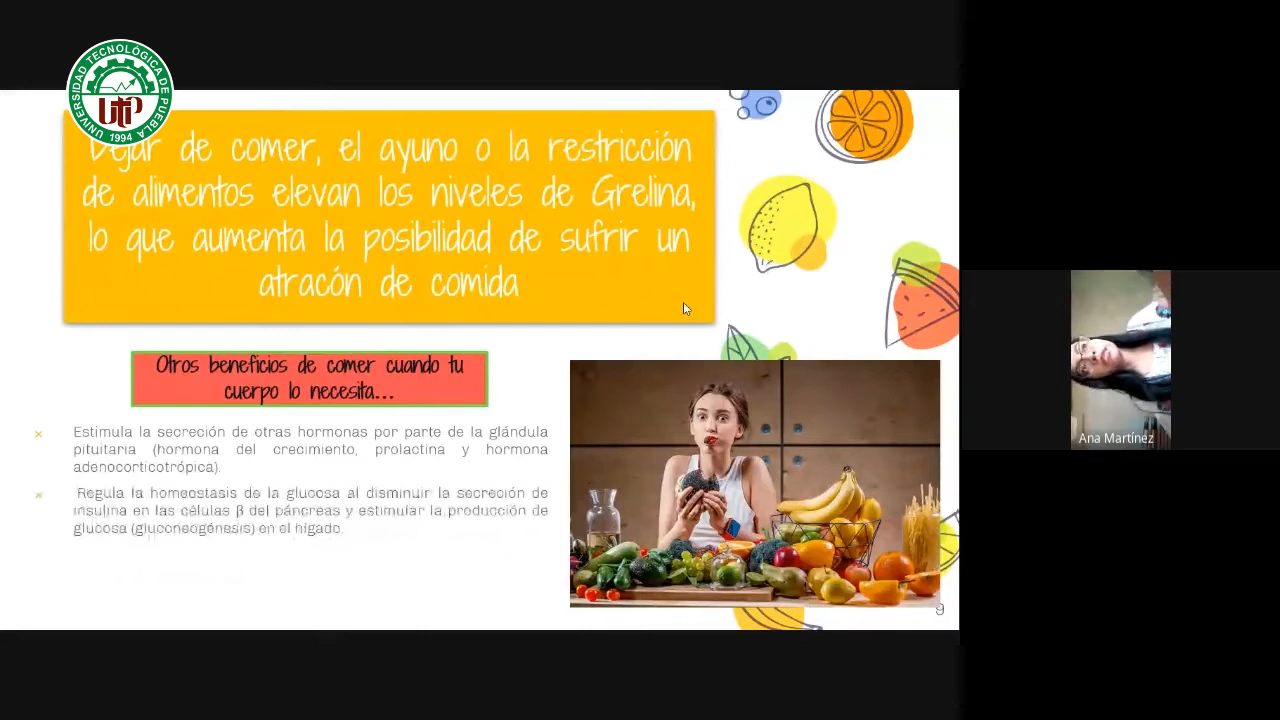 UNIVERSIDAD TECNOLÓGICA DE PUEBLA
UTP
1994
Dejar de comer, el ayuno o la restricción
de alimentos elevan los niveles de Grelina,
lo que aumenta la posibilidad de sufrir un
atracón de comida
Otros beneficios de comer cuando tu
cuerpo lo necesita...
× Estimula la secreción de otras hormonas por parte de la glándula
pituitaria (hormona del crecimiento, prolactina y hormona
adenocorticotrópica).
× Regula la homeostasis de la glucosa al disminuir la secreción de
insulina en las células β del páncreas y estimular la producción de
glucosa (gluconeogénesis) en el hígado.
9
Ana Martínez